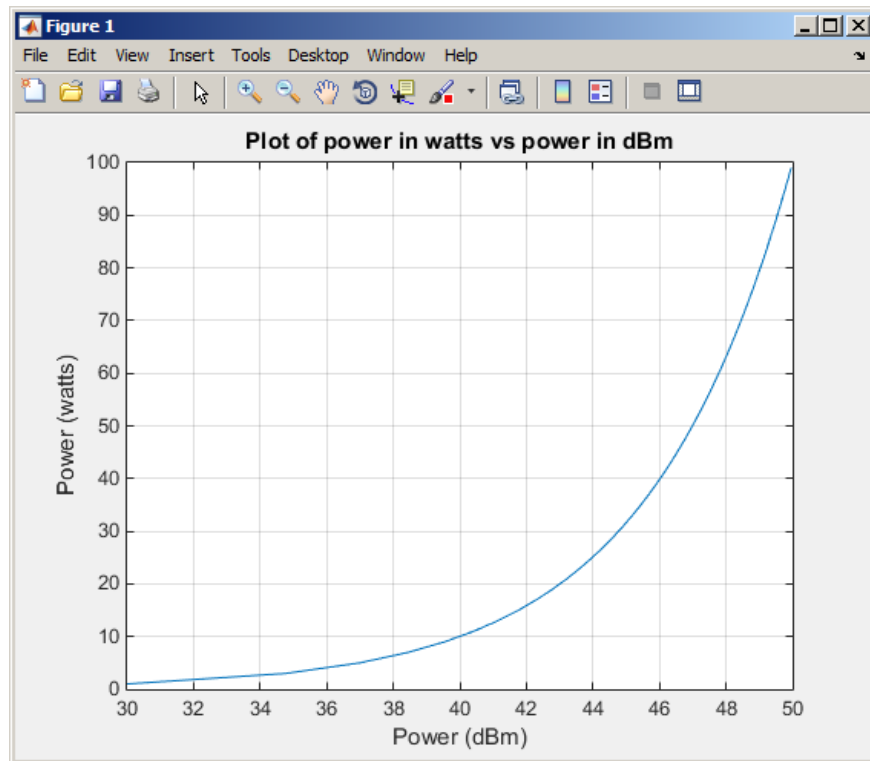 Figure 1
File Edit View Insert Tools Desktop Window Help
Plot of power in watts vs power in dBm
100
90
80
70
60
50
40
30
20
10
0
Power (watts)
30 32 34 36 38 40 42 44 46 48 50
Power (dBm)